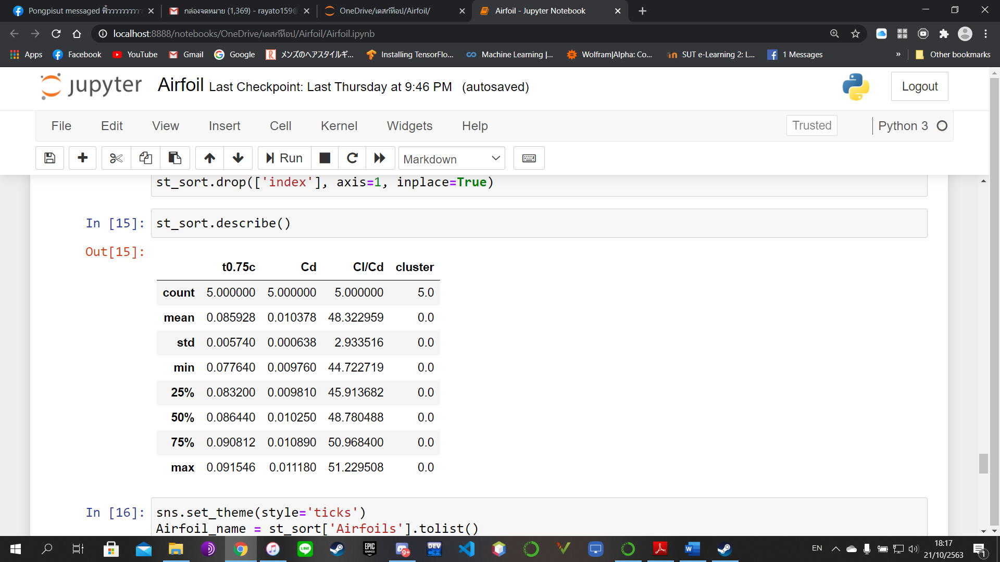 Pongpisut messaged ฟิ้ววววววววว
กล่องจดหมาย (1,369) - rayato159@
OneDrive/เดสก์ท็อป/Airfoil/
Airfoil - Jupyter Notebook
localhost:8888/notebooks/OneDrive/เดสก์ท็อป/Airfoil/Airfoil.ipynb
Apps
Facebook
YouTube
Gmail
Google
メンズのヘアスタイルギ...
Installing TensorFlo...
Machine Learning |...
Wolfram|Alpha: Co...
SUT e-Learning 2: L...
1 Messages
»
Other bookmarks
jupyter
Airfoil Last Checkpoint: Last Thursday at 9:46 PM (autosaved)
Logout
File Edit View Insert Cell Kernel Widgets Help
Trusted
Python 3
Run
Markdown
st_sort.drop(['index'], axis=1, inplace=True)
In [15]: st_sort.describe()
Out[15]:
t0.75c Cd Cl/Cd cluster
count 5.000000 5.000000 5.000000 5.0
mean 0.085928 0.010378 48.322959 0.0
std 0.005740 0.000638 2.933516 0.0
min 0.077640 0.009760 44.722719 0.0
25% 0.083200 0.009810 45.913682 0.0
50% 0.086440 0.010250 48.780488 0.0
75% 0.090812 0.010890 50.968400 0.0
max 0.091546 0.011180 51.229508 0.0
In [16]: sns.set_theme(style='ticks')
Airfoil_name = st_sort['Airfoils'].tolist()
LINE
EPIC
GAMES
9+
DEV
C++
EN
18:17
21/10/2563
1